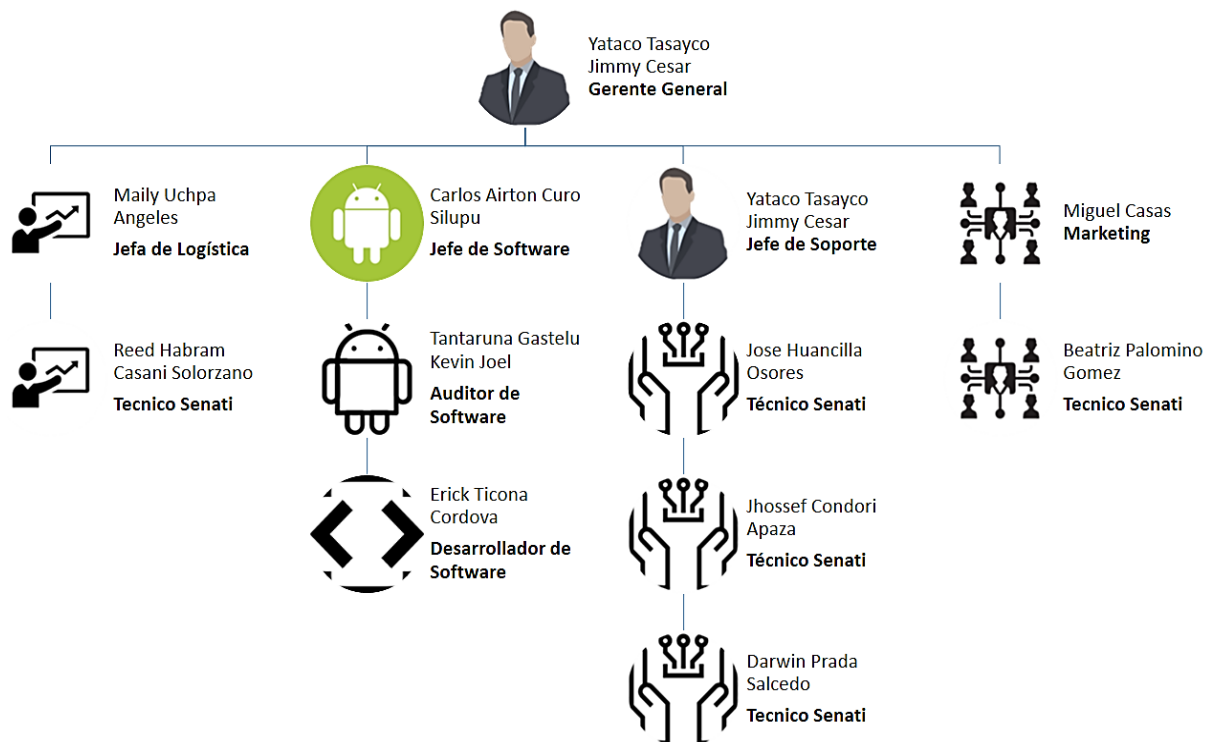 Yataco Tasayco
Jimmy Cesar
Gerente General
Maily Uchpa
Angeles
Jefa de Logística
Carlos Airton Curo
Silupu
Jefe de Software
Yataco Tasayco
Jimmy Cesar
Jefe de Soporte
Miguel Casas
Marketing
Reed Habram
Casani Solorzano
Tecnico Senati
Tantaruna Gastelu
Kevin Joel
Auditor de
Software
Jose Huancilla
Osores
Técnico Senati
Beatriz Palomino
Gomez
Tecnico Senati
Erick Ticona
Cordova
Desarrollador de
Software
Jhossef Condori
Apaza
Técnico Senati
Darwin Prada
Salcedo
Tecnico Senati